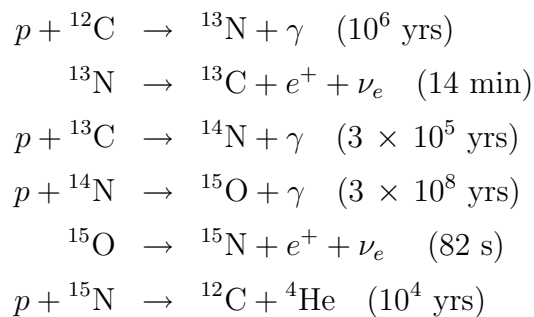 p + ¹²C → ¹³N + γ (10⁶ yrs)
¹³N → ¹³C + e⁺ + νₑ (14 min)
p + ¹³C → ¹⁴N + γ (3 × 10⁵ yrs)
p + ¹⁴N → ¹⁵O + γ (3 × 10⁸ yrs)
¹⁵O → ¹⁵N + e⁺ + νₑ (82 s)
p + ¹⁵N → ¹²C + ⁴He (10⁴ yrs)